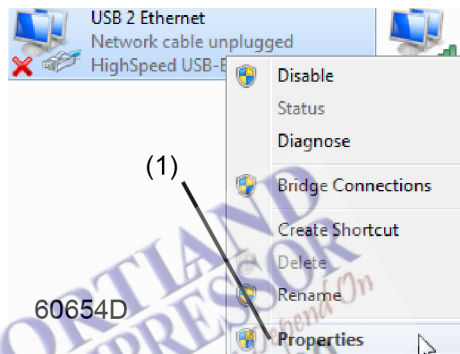 USB 2 Ethernet
Network cable unplugged
HighSpeed USB-E
Disable
Status
Diagnose
(1)
Bridge Connections
Create Shortcut
Delete
Rename
60654D
Properties